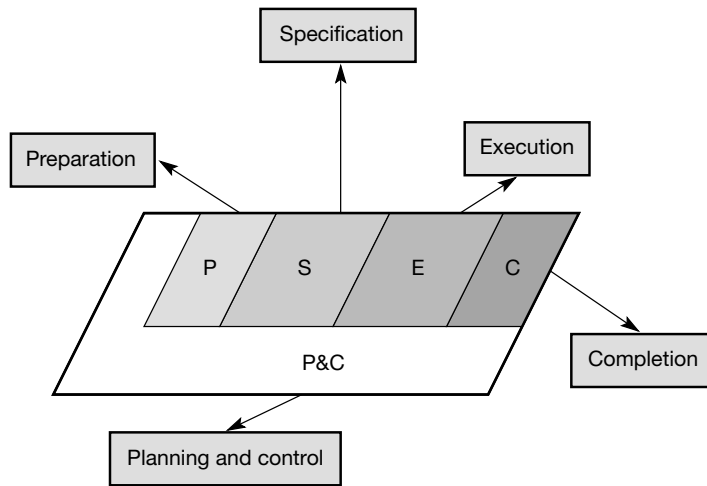 Specification
Preparation
Execution
P
S
E
C
P&C
Completion
Planning and control